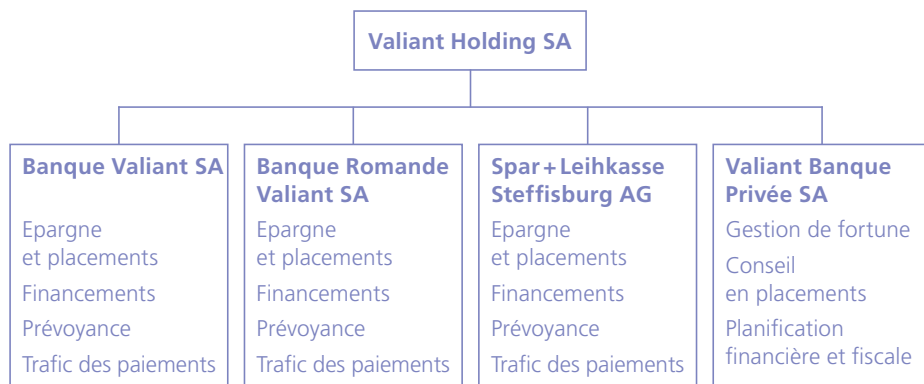 Valiant Holding SA
Banque Valiant SA
Epargne
et placements
Financements
Prévoyance
Trafic des paiements
Banque Romande
Valiant SA
Epargne
et placements
Financements
Prévoyance
Trafic des paiements
Spar+Leihkasse
Steffisburg AG
Epargne
et placements
Financements
Prévoyance
Trafic des paiements
Valiant Banque
Privée SA
Gestion de fortune
Conseil
en placements
Planification
financière et fiscale